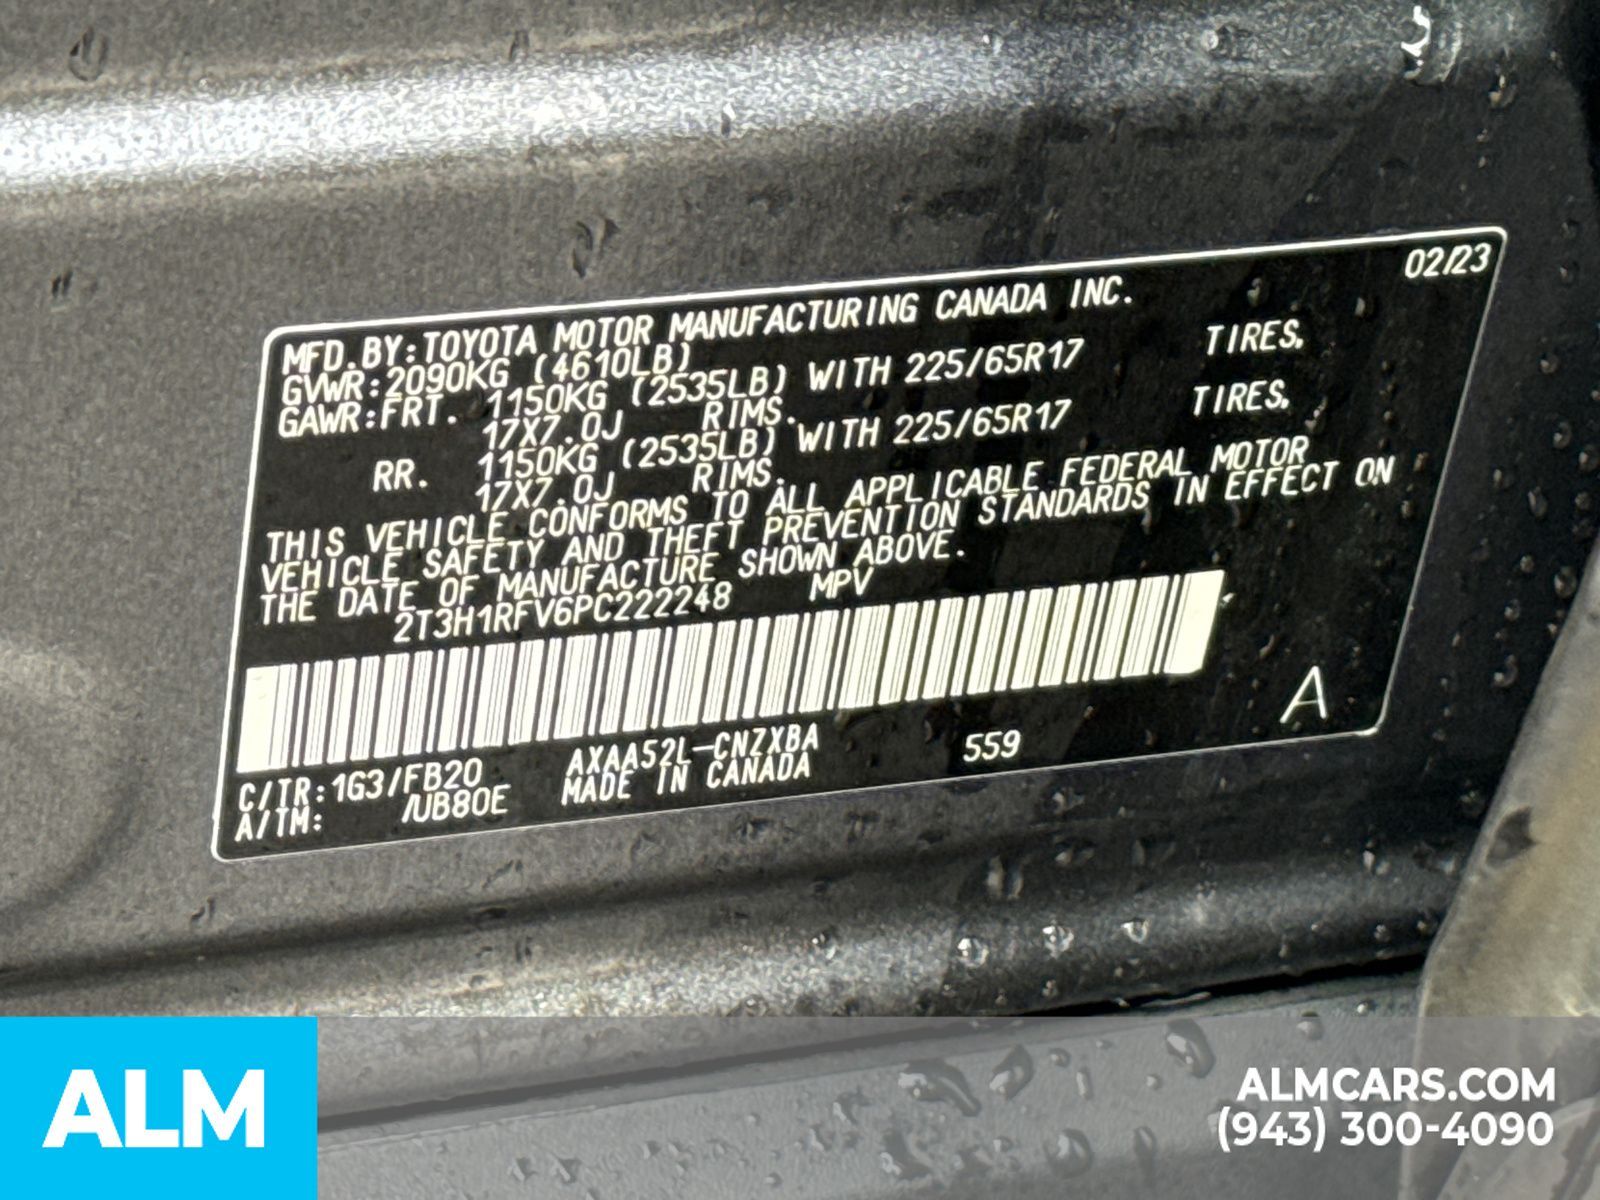 02/23
MFD.BY:TOYOTA MOTOR MANUFACTURING CANADA INC.
GVWR:2090KG (4610LB)
GAWR:FRT. 1150KG (2535LB) WITH 225/65R17 TIRES,
17X7.0J RIMS.
RR. 1150KG (2535LB) WITH 225/65R17 TIRES,
17X7.0J RIMS.
THIS VEHICLE CONFORMS TO ALL APPLICABLE FEDERAL MOTOR
VEHICLE SAFETY AND THEFT PREVENTION STANDARDS IN EFFECT ON
THE DATE OF MANUFACTURE SHOWN ABOVE.
2T3H1RFV6PC222248 MPV
A
C/TR:1G3/FB20 AXAA52L-CNZXBA 559
A/TM: /UB80E MADE IN CANADA
ALM
ALMCARS.COM
(943) 300-4090